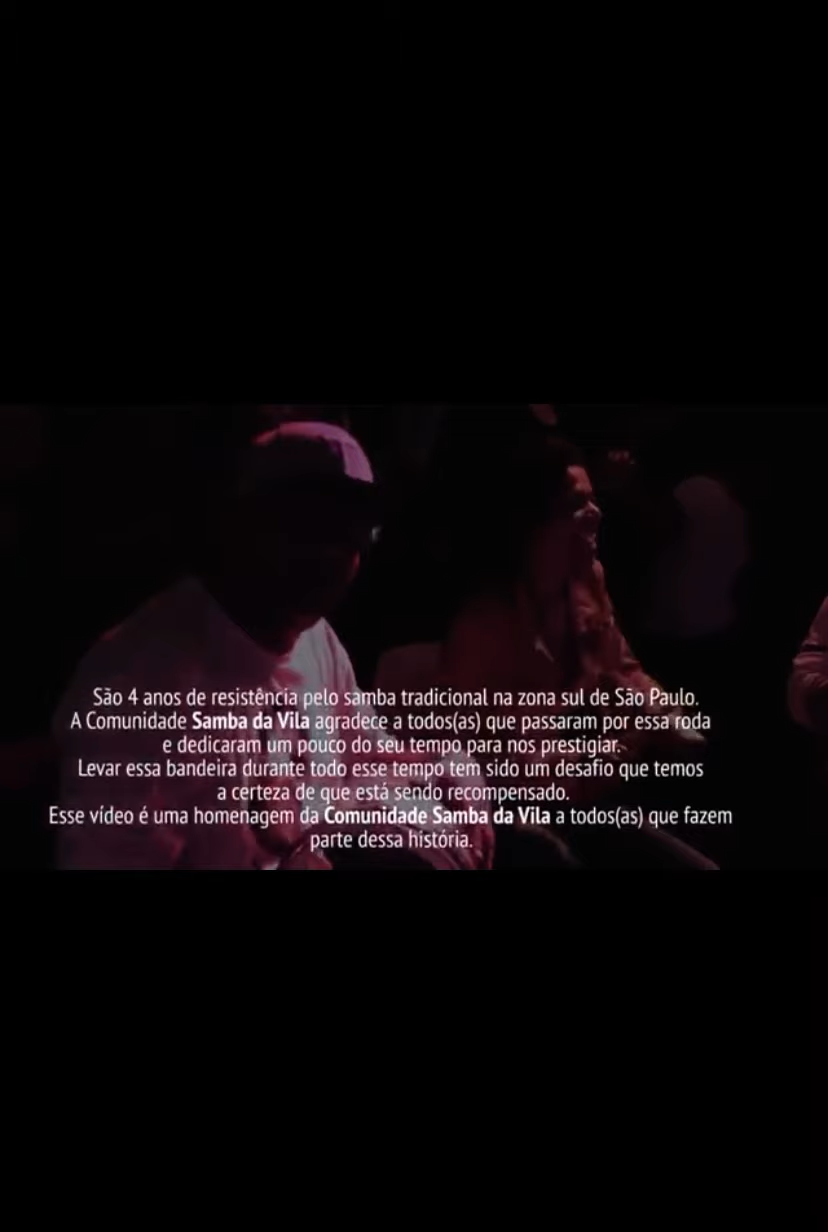 São 4 anos de resistência pelo samba tradicional na zona sul de São Paulo.
A Comunidade Samba da Vila agradece a todos(as) que passaram por essa roda
e dedicaram um pouco do seu tempo para nos prestigiar.
Levar essa bandeira durante todo esse tempo tem sido um desafio que temos
a certeza de que está sendo recompensado.
Esse vídeo é uma homenagem da Comunidade Samba da Vila a todos(as) que fazem
parte dessa história.